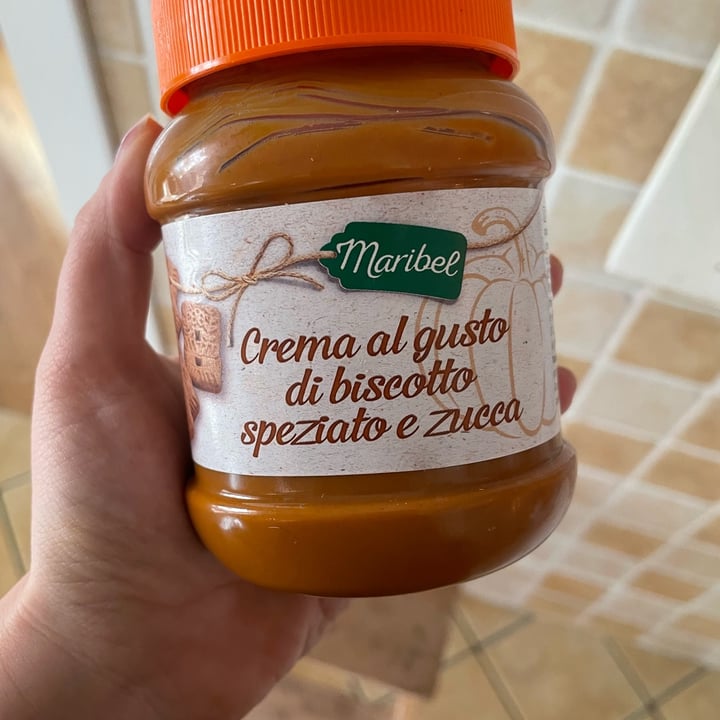 Maribel
Crema al gusto
di biscotto
speziato e zucca